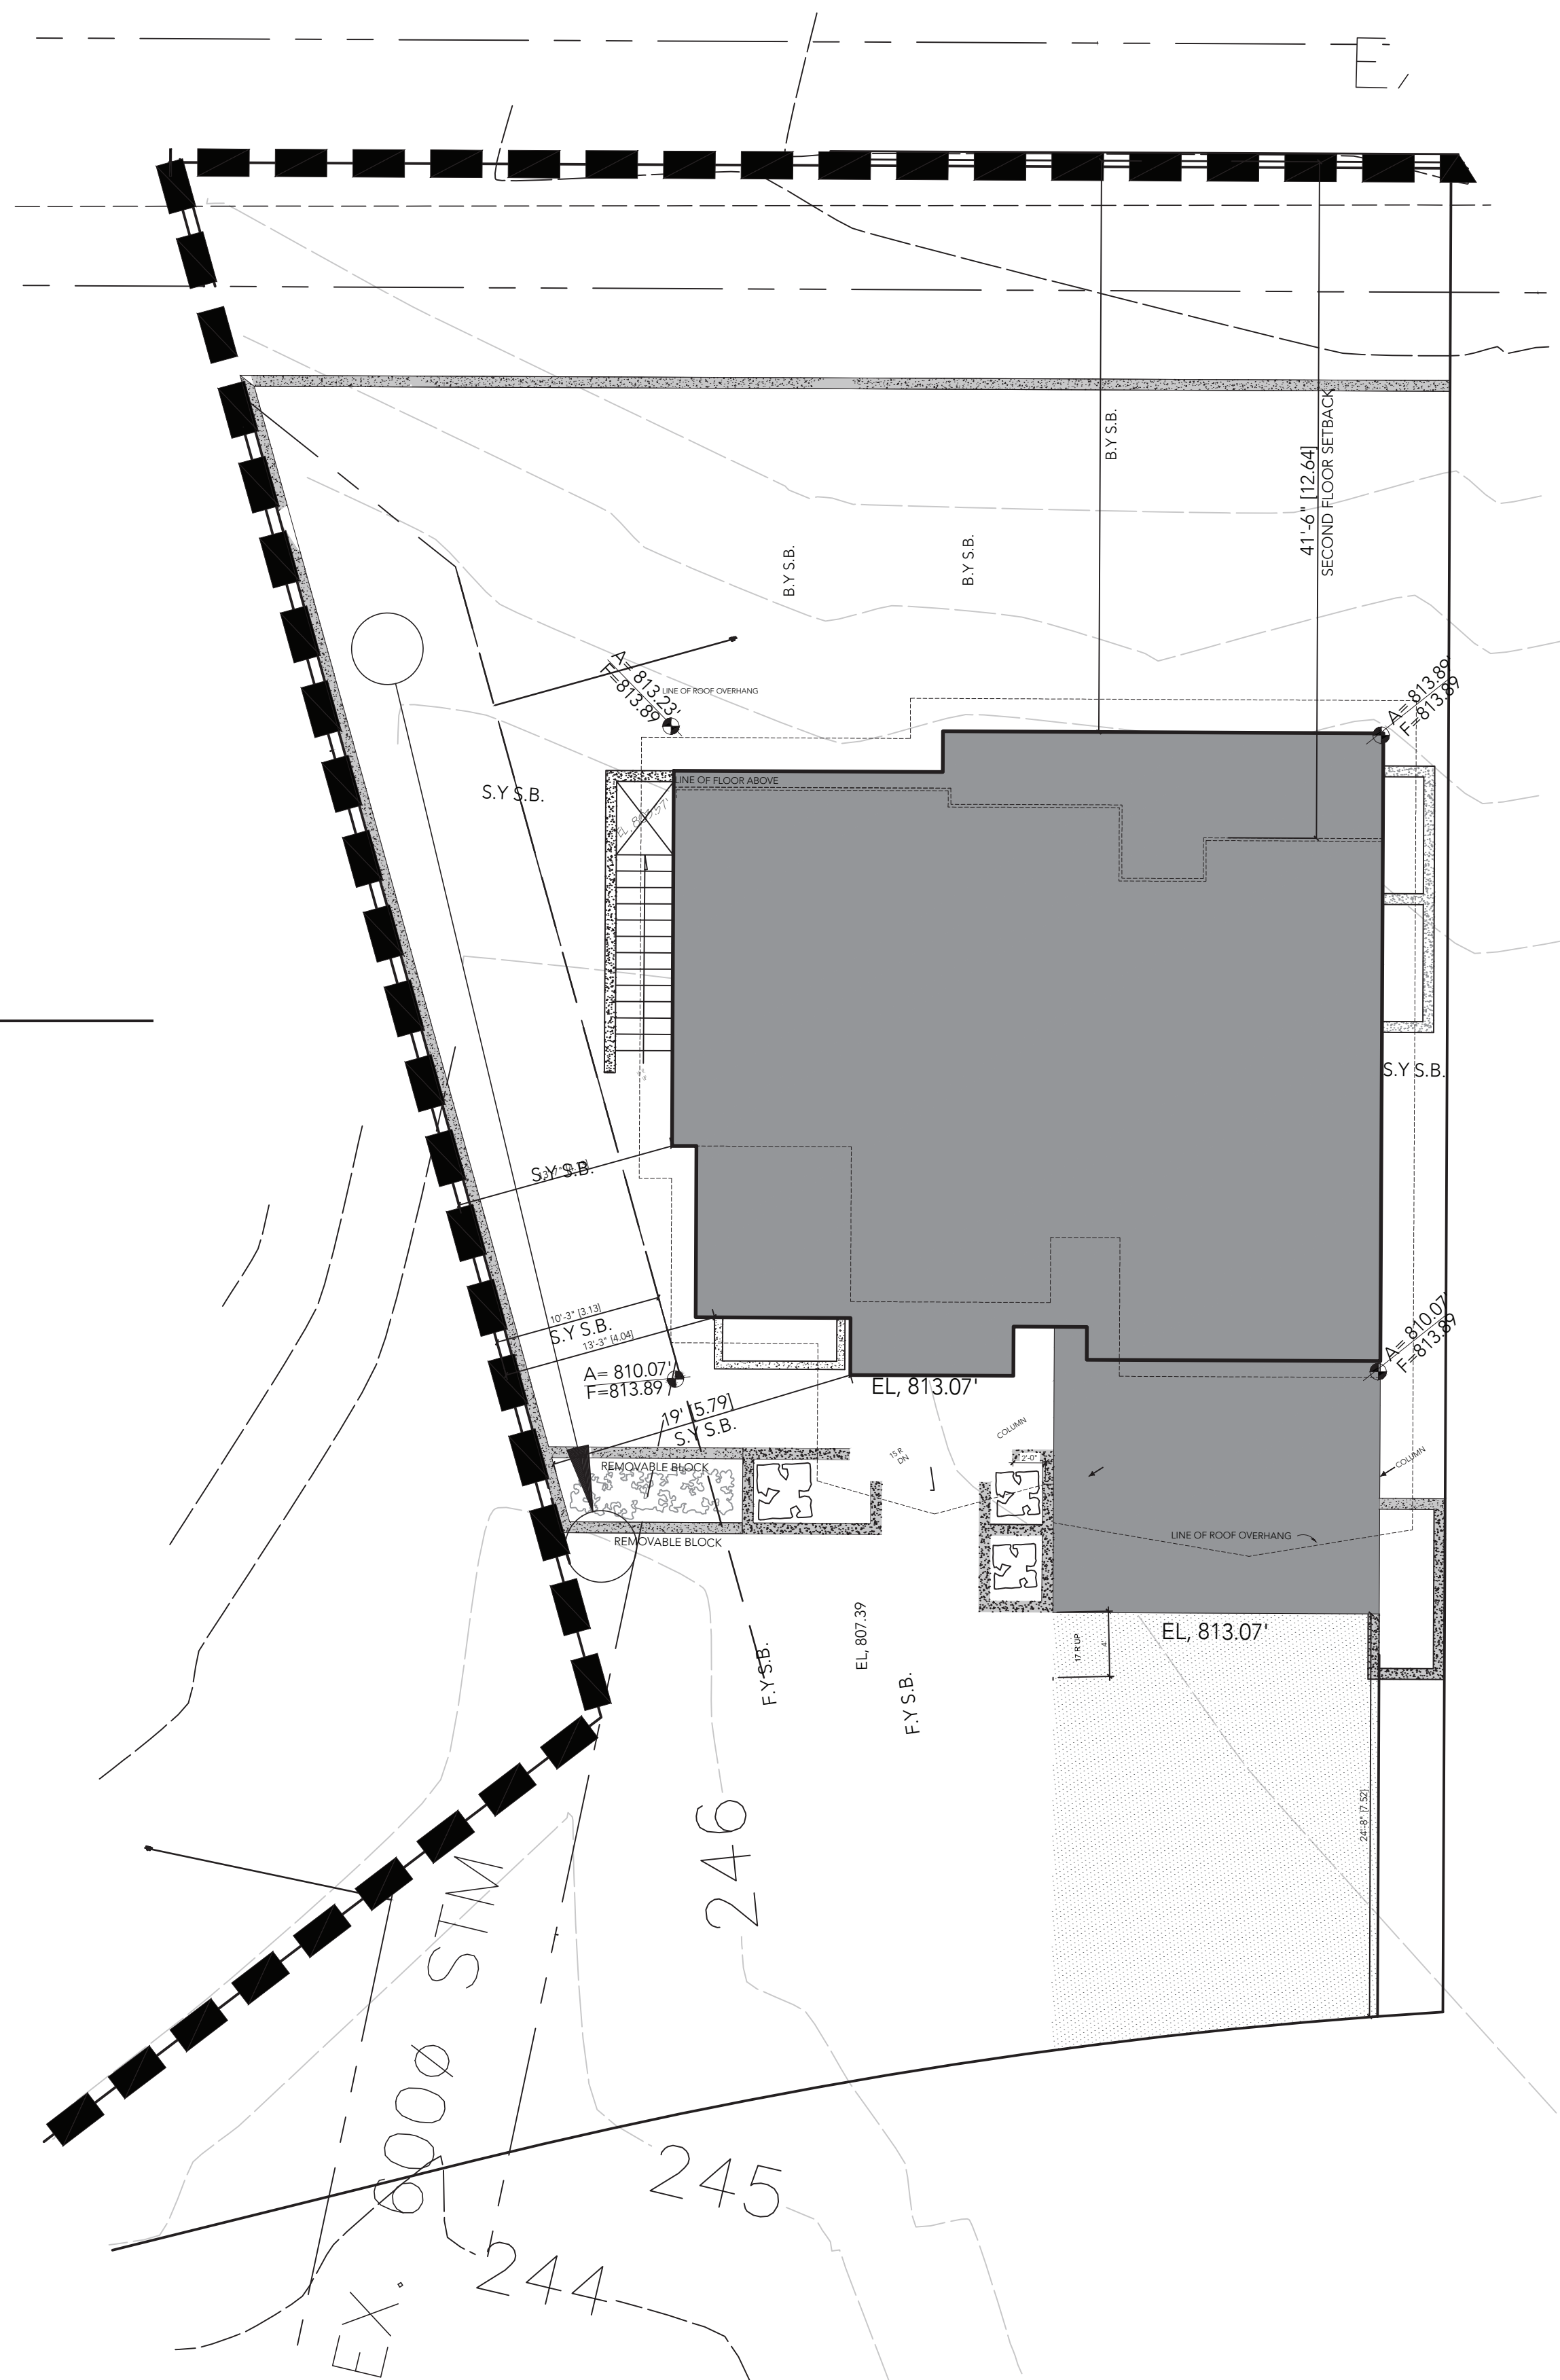 E,
B.Y S.B.
41'-6" [12.64]
SECOND FLOOR SETBACK
B.Y S.B.
B.Y S.B.
A= 813.23'
F=813.89'
LINE OF ROOF OVERHANG
A= 813.89'
F=813.89
LINE OF FLOOR ABOVE
S.Y S.B.
S.Y S.B.
S.Y S.B.
10'-3" [3.13]
S.Y S.B.
13'-3" [4.04]
A= 810.07'
F=813.89'
A= 810.07'
F=813.89
EL, 813.07'
19' [5.79]
S.Y S.B.
COLUMN
15 R
DN
COLUMN
2'-0"
REMOVABLE BLOCK
REMOVABLE BLOCK
LINE OF ROOF OVERHANG
EL, 813.07'
17 R UP
4'
EL, 807.39
F.Y S.B.
F.Y S.B.
24'-8" [7.52]
246
EX. 600Ø STM
245
244